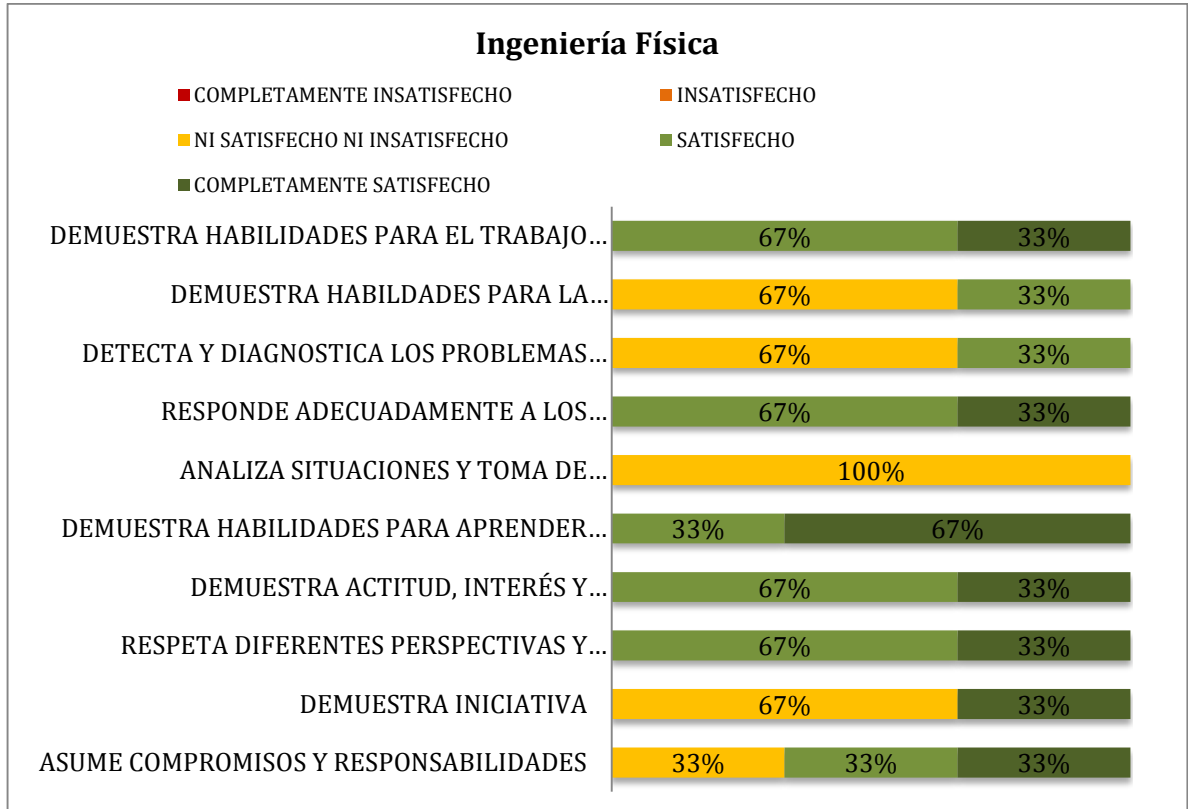 Ingeniería Física
COMPLETAMENTE INSATISFECHO INSATISFECHO
NI SATISFECHO NI INSATISFECHO SATISFECHO
COMPLETAMENTE SATISFECHO
DEMUESTRA HABILIDADES PARA EL TRABAJO... 67% 33%
DEMUESTRA HABILDADES PARA LA... 67% 33%
DETECTA Y DIAGNOSTICA LOS PROBLEMAS... 67% 33%
RESPONDE ADECUADAMENTE A LOS... 67% 33%
ANALIZA SITUACIONES Y TOMA DE... 100%
DEMUESTRA HABILIDADES PARA APRENDER... 33% 67%
DEMUESTRA ACTITUD, INTERÉS Y... 67% 33%
RESPETA DIFERENTES PERSPECTIVAS Y... 67% 33%
DEMUESTRA INICIATIVA 67% 33%
ASUME COMPROMISOS Y RESPONSABILIDADES 33% 33% 33%